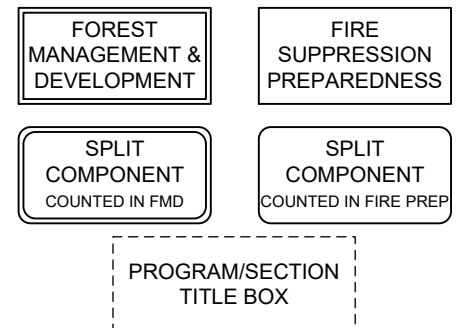 FOREST
MANAGEMENT &
DEVELOPMENT
FIRE
SUPPRESSION
PREPAREDNESS
SPLIT
COMPONENT
COUNTED IN FMD
SPLIT
COMPONENT
COUNTED IN FIRE PREP
PROGRAM/SECTION
TITLE BOX